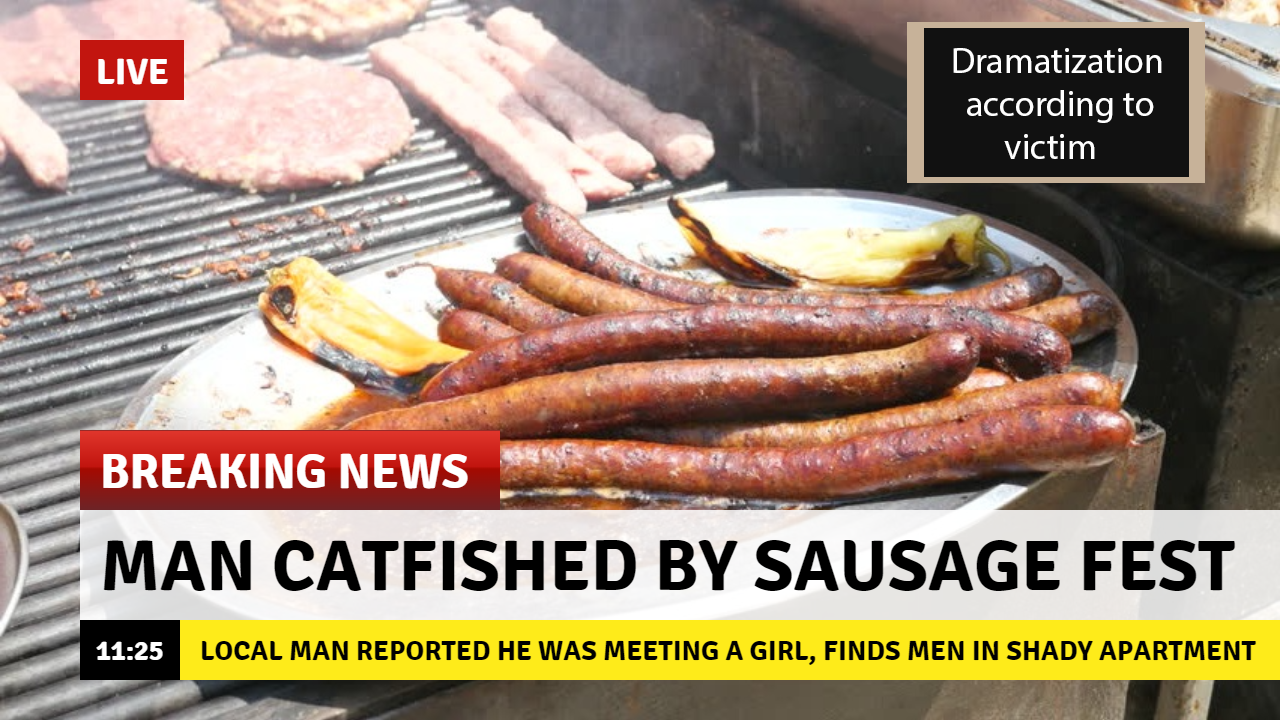 LIVE
Dramatization
according to
victim
BREAKING NEWS
MAN CATFISHED BY SAUSAGE FEST
11:25
LOCAL MAN REPORTED HE WAS MEETING A GIRL, FINDS MEN IN SHADY APARTMENT